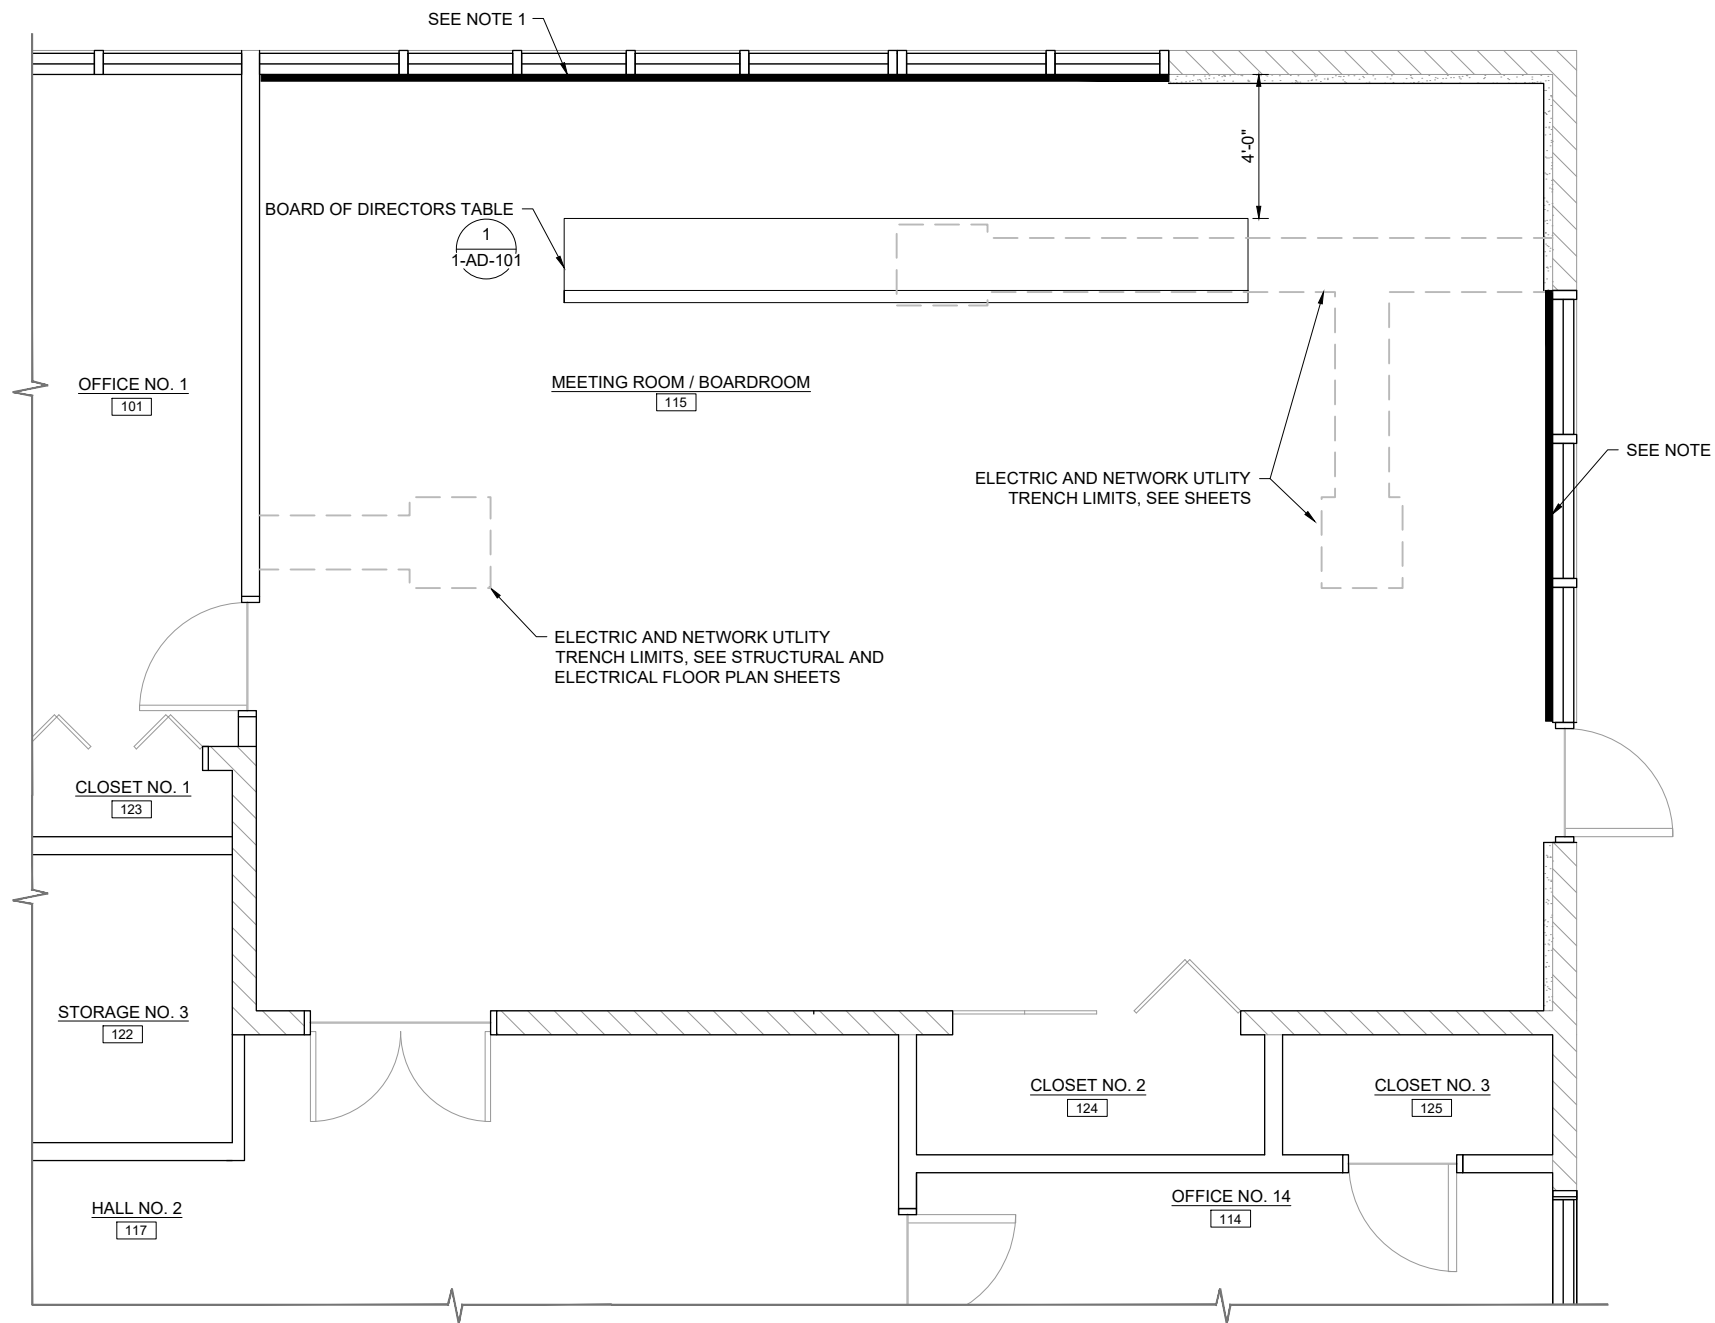 SEE NOTE 1
4'-0"
BOARD OF DIRECTORS TABLE
1
1-AD-101
OFFICE NO. 1
101
MEETING ROOM / BOARDROOM
115
SEE NOTE
ELECTRIC AND NETWORK UTLITY
TRENCH LIMITS, SEE SHEETS
ELECTRIC AND NETWORK UTLITY
TRENCH LIMITS, SEE STRUCTURAL AND
ELECTRICAL FLOOR PLAN SHEETS
CLOSET NO. 1
123
STORAGE NO. 3
122
CLOSET NO. 2
124
CLOSET NO. 3
125
HALL NO. 2
117
OFFICE NO. 14
114